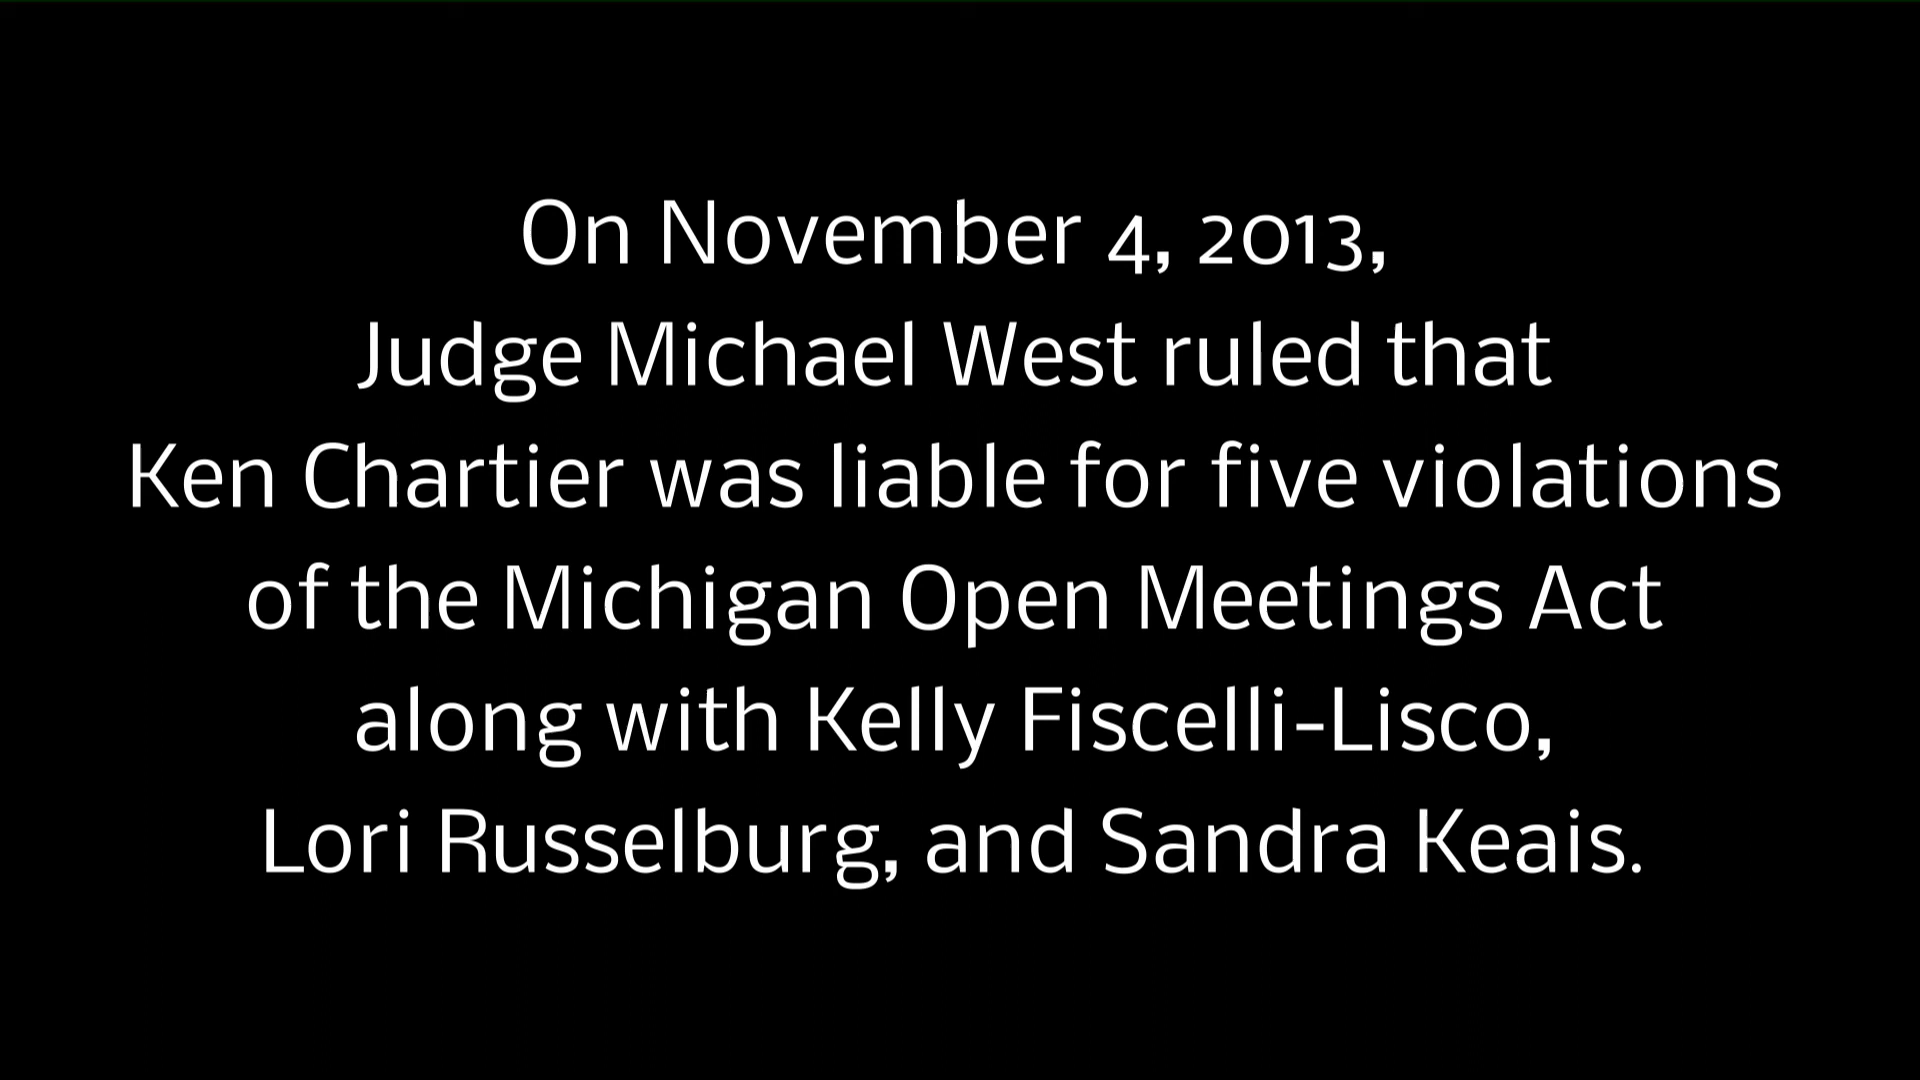 On November 4, 2013,
Judge Michael West ruled that
Ken Chartier was liable for five violations
of the Michigan Open Meetings Act
along with Kelly Fiscelli-Lisco,
Lori Russelburg, and Sandra Keais.